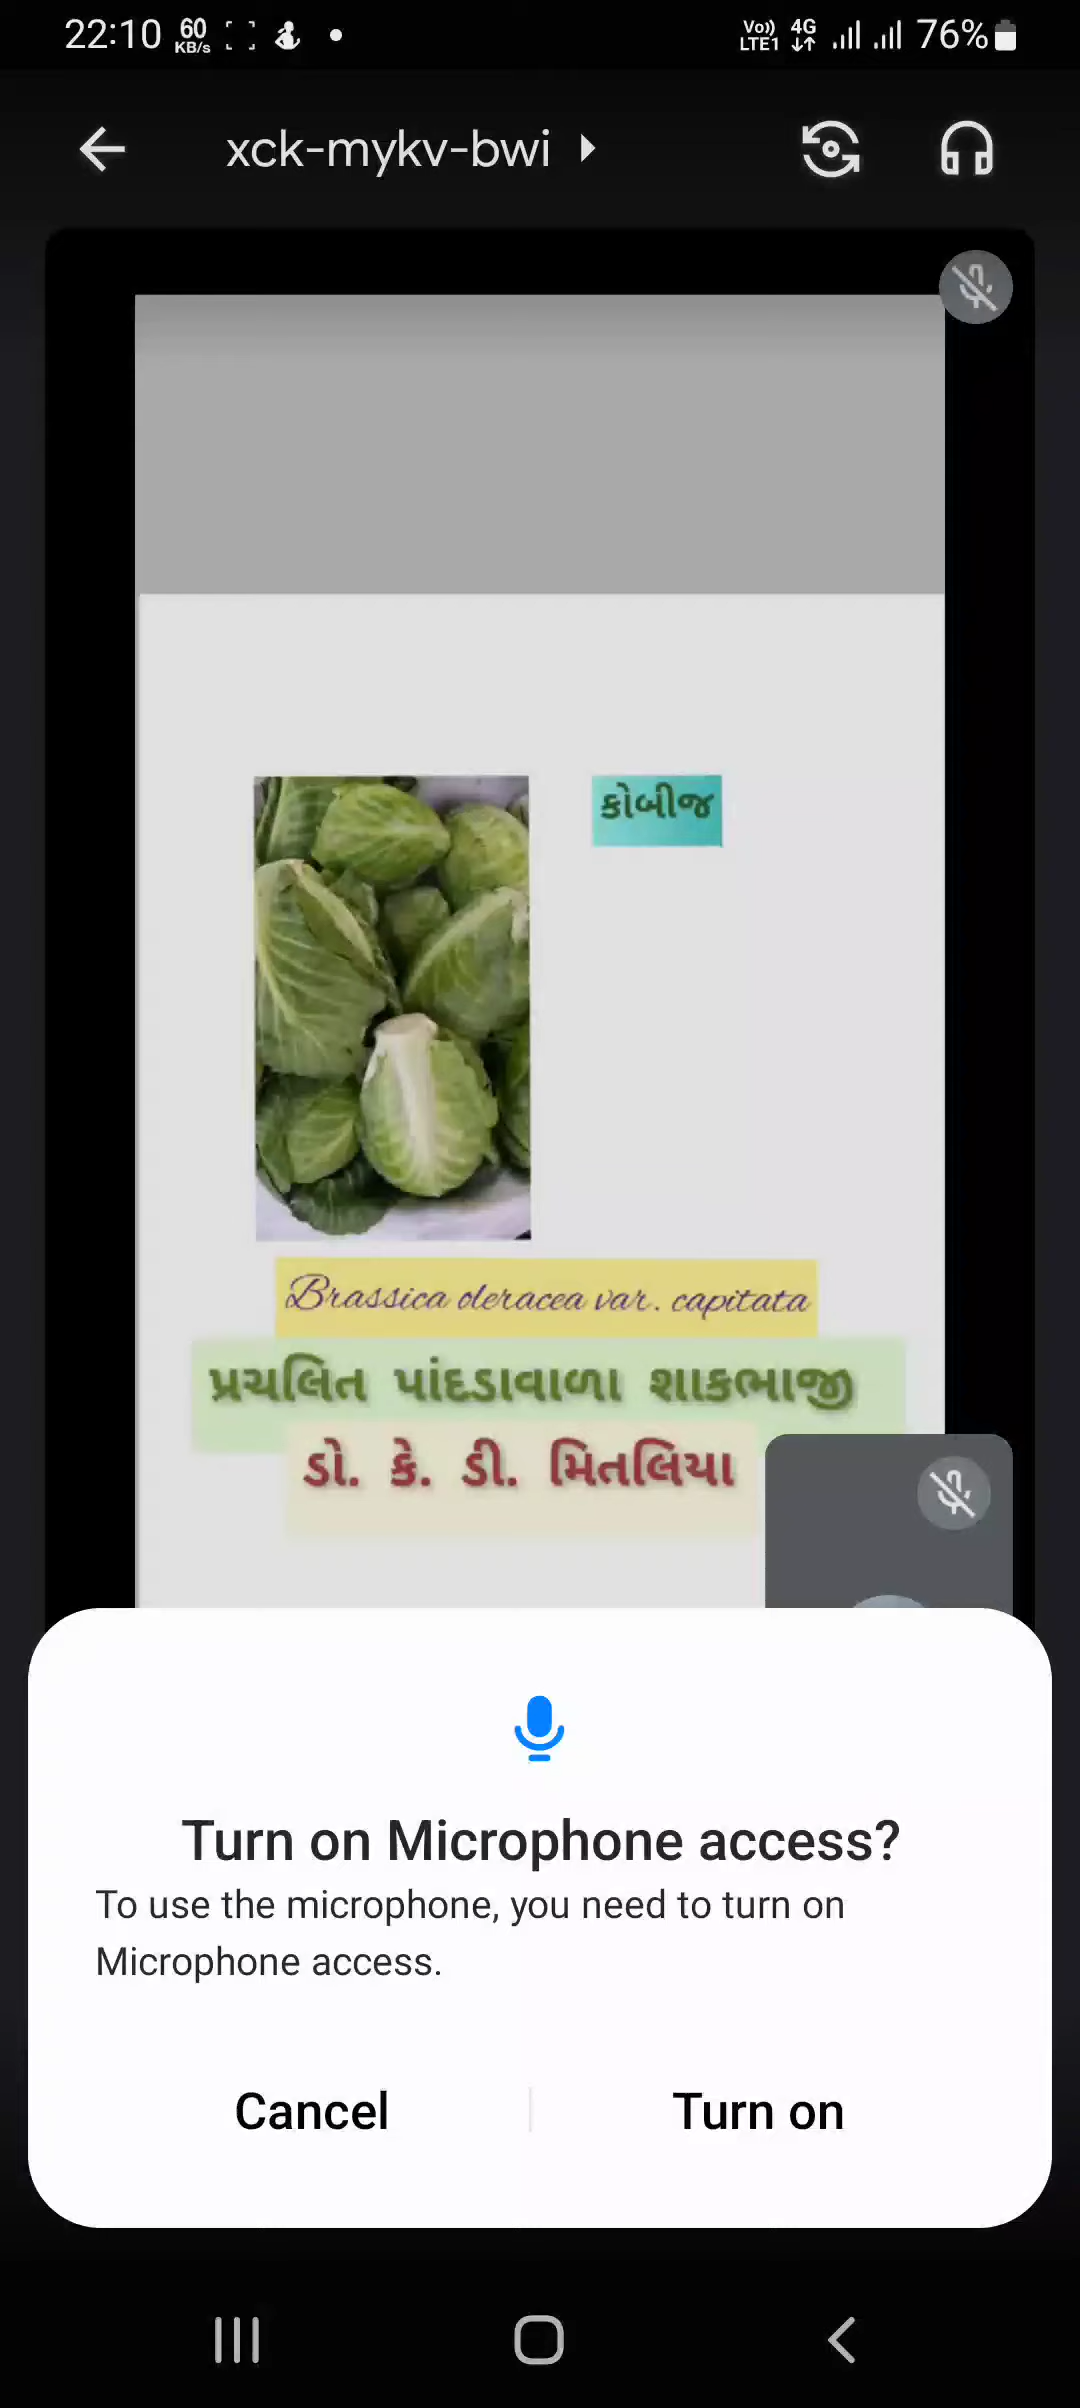 22:10 60 KB/s Vo)) LTE1 4G 76%
xck-mykv-bwi
કોબીજ
Brassica oleracea var. capitata
પ્રચલિત પાંદડાવાળા શાકભાજી
ડો. કે. ડી. મિતલિયા
Turn on Microphone access?
To use the microphone, you need to turn on
Microphone access.
Cancel Turn on